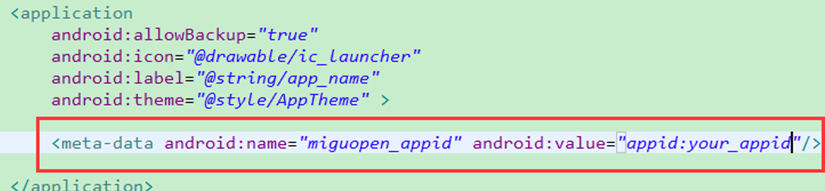 <application
android:allowBackup="true"
android:icon="@drawable/ic_launcher"
android:label="@string/app_name"
android:theme="@style/AppTheme" >
<meta-data android:name="miguopen_appid" android:value="appid:your_appid"/>
</application>